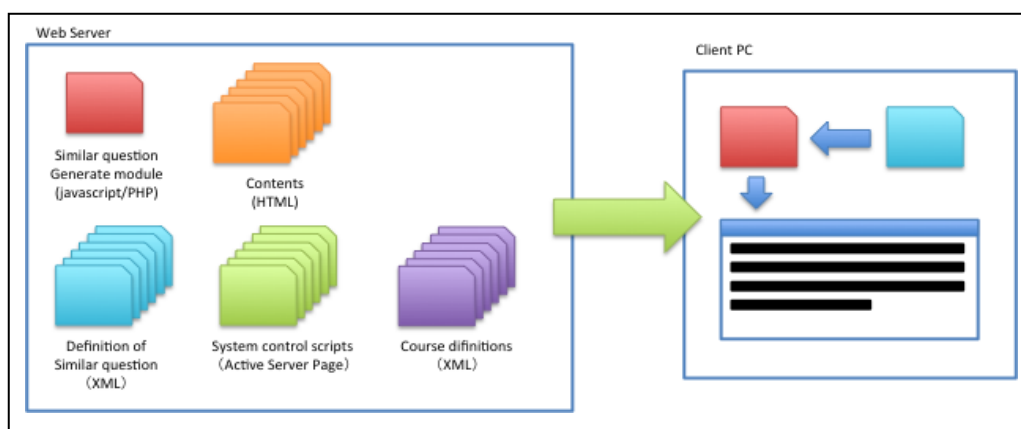 Web Server
Client PC
Similar question
Generate module
(javascript/PHP)
Contents
(HTML)
Definition of
Similar question
（XML）
System control scripts
（Active Server Page）
Course difinitions
（XML）